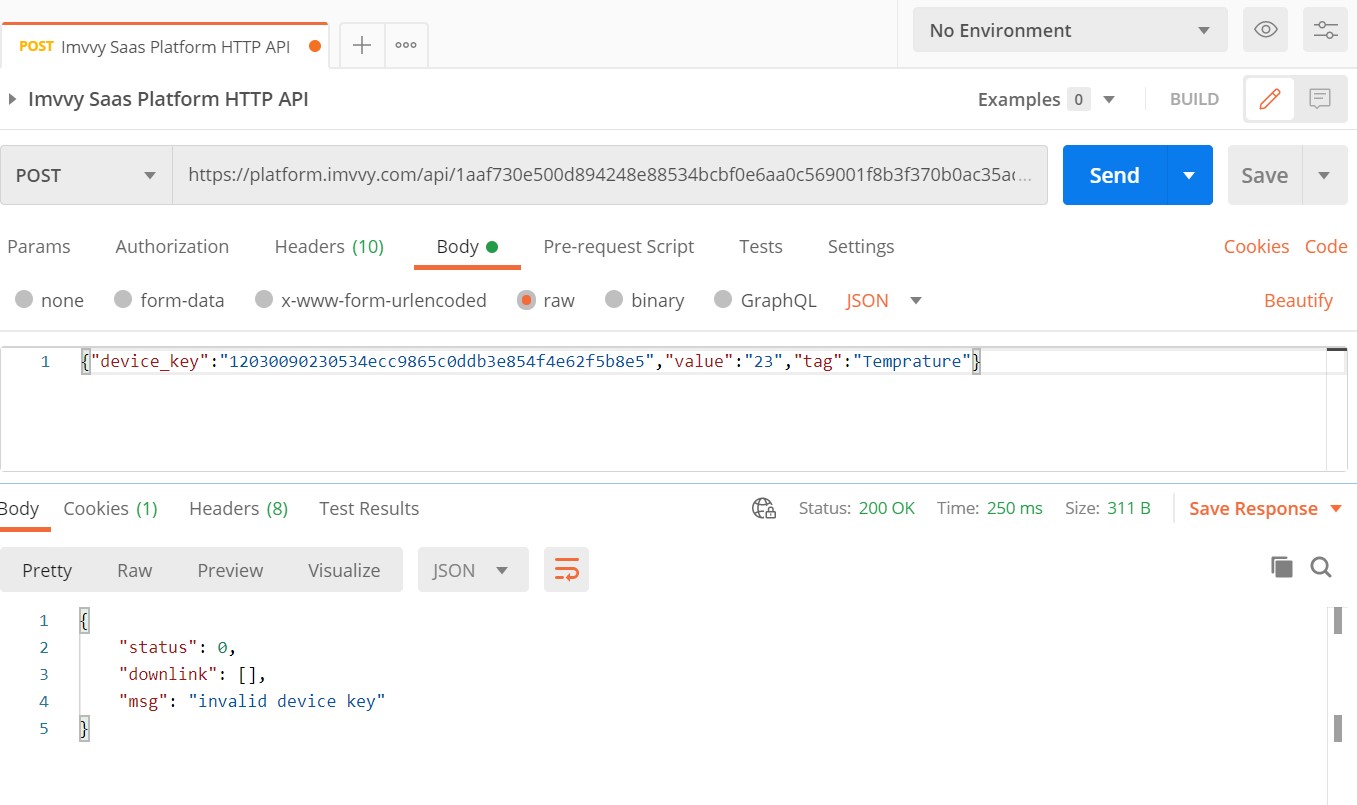 POST Imvvy Saas Platform HTTP API
No Environment
Imvvy Saas Platform HTTP API
Examples 0 BUILD
POST https://platform.imvvy.com/api/1aaf730e500d894248e88534bcbf0e6aa0c569001f8b3f370b0ac35ac... Send Save
Params Authorization Headers (10) Body Pre-request Script Tests Settings Cookies Code
none form-data x-www-form-urlencoded raw binary GraphQL JSON Beautify
1 {"device_key":"12030090230534ecc9865c0ddb3e854f4e62f5b8e5","value":"23","tag":"Temprature"}
Body Cookies (1) Headers (8) Test Results Status: 200 OK Time: 250 ms Size: 311 B Save Response
Pretty Raw Preview Visualize JSON
1 {
2 "status": 0,
3 "downlink": [],
4 "msg": "invalid device key"
5 }